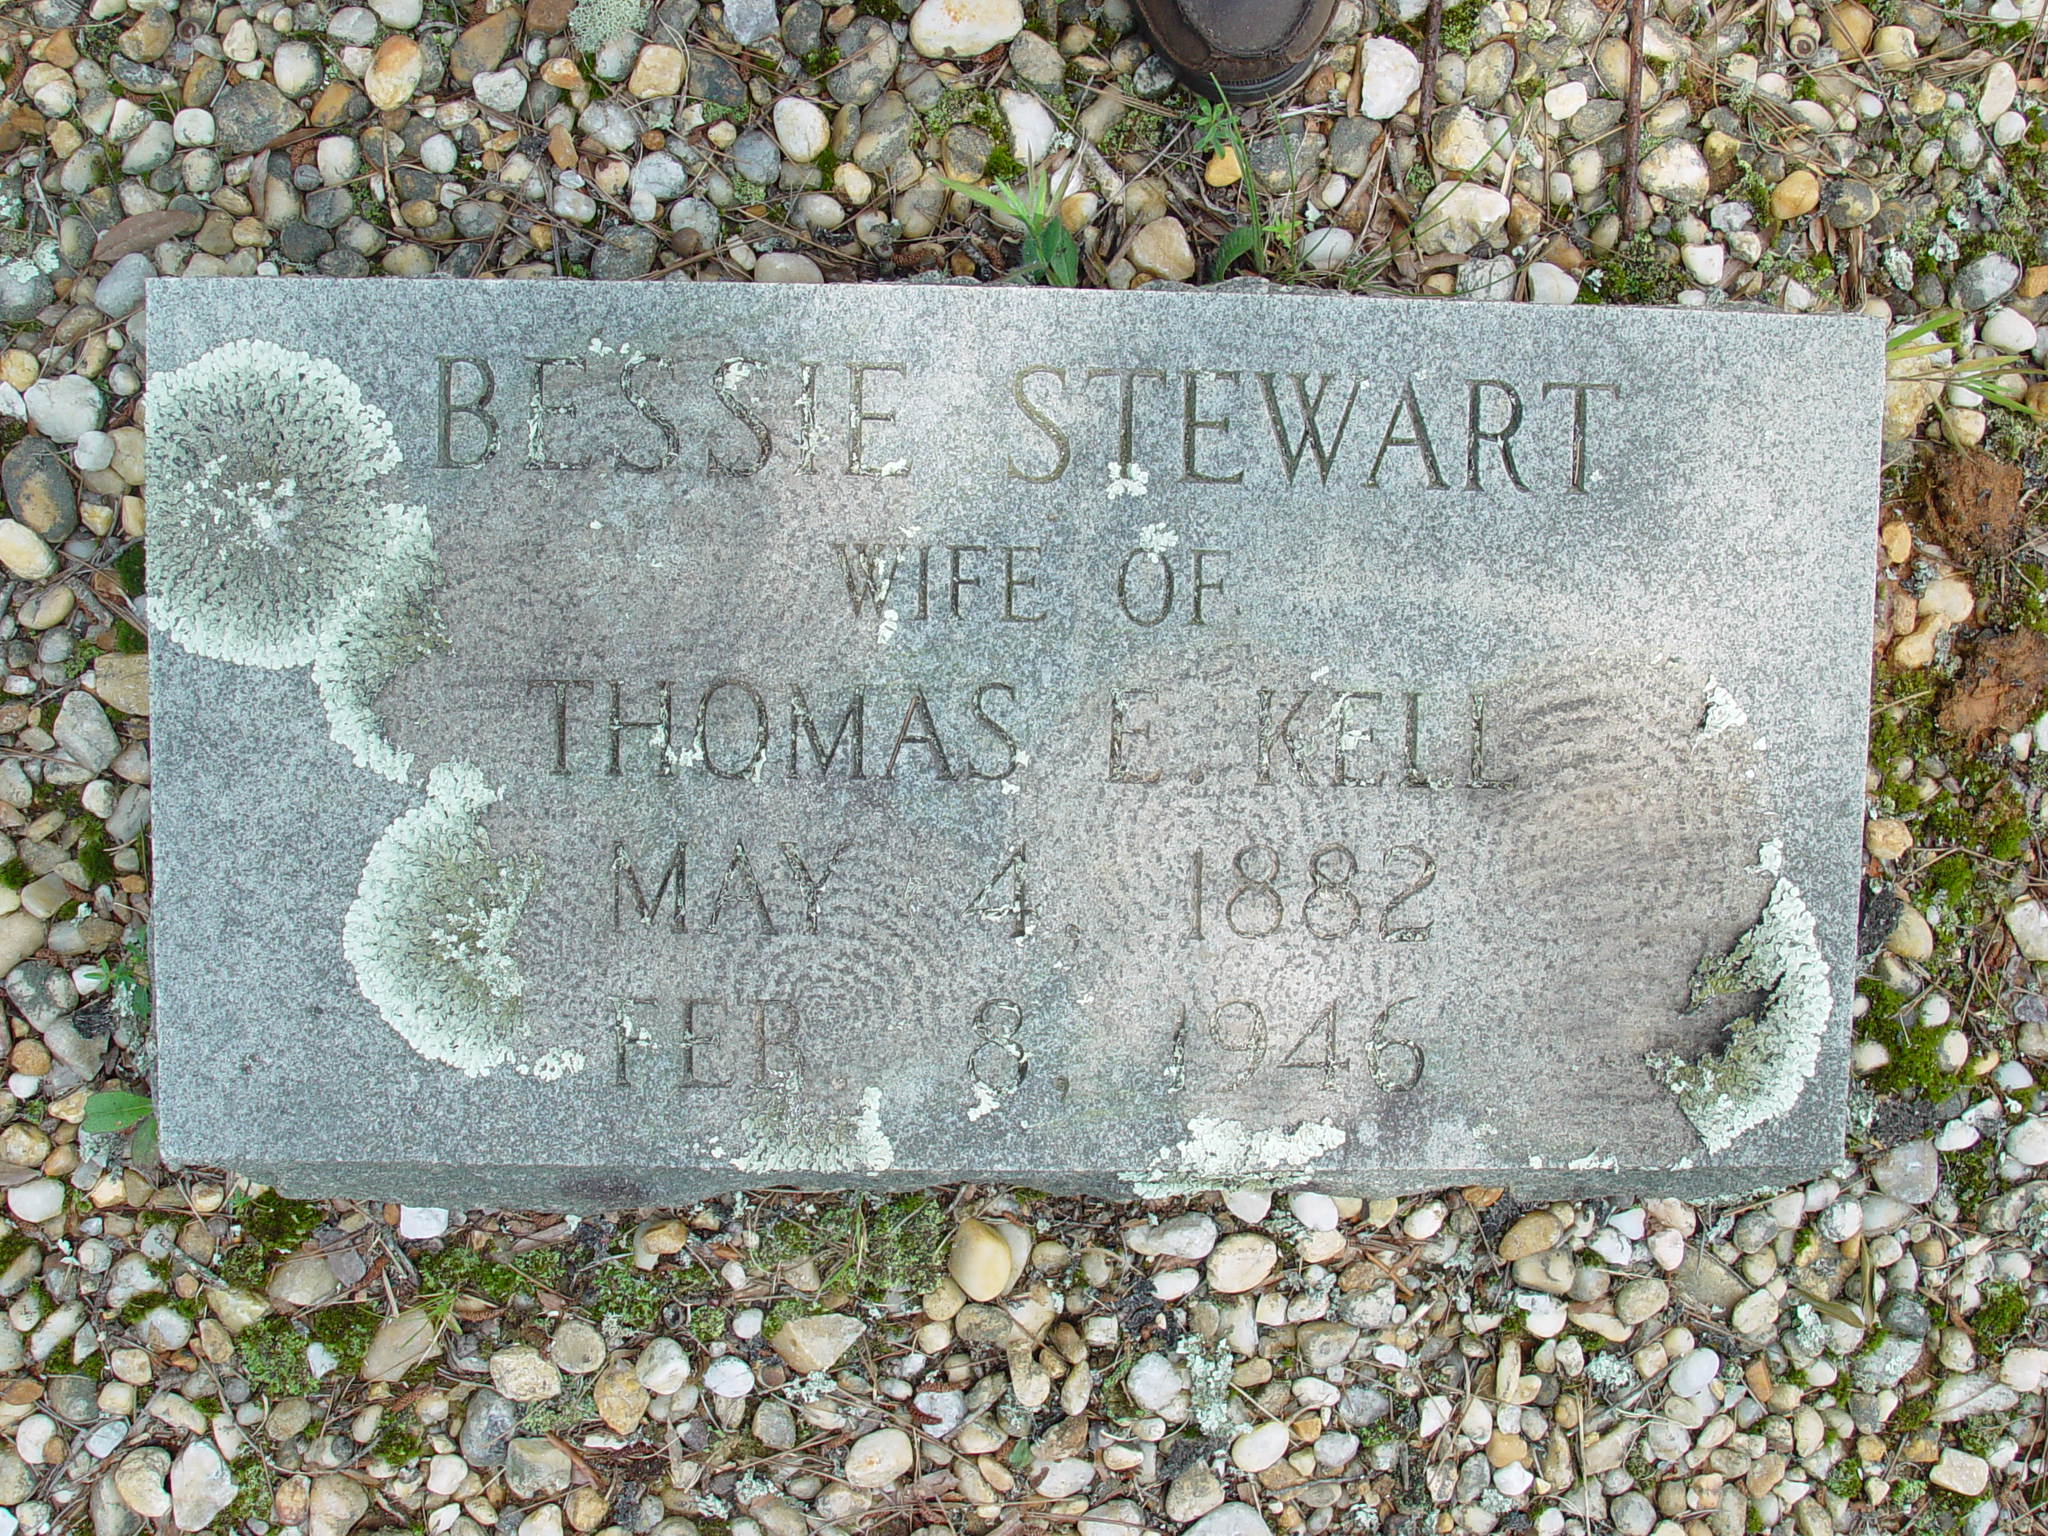 BESSIE STEWART
WIFE OF
THOMAS E. KELL
MAY 4, 1882
FEB. 8, 1946